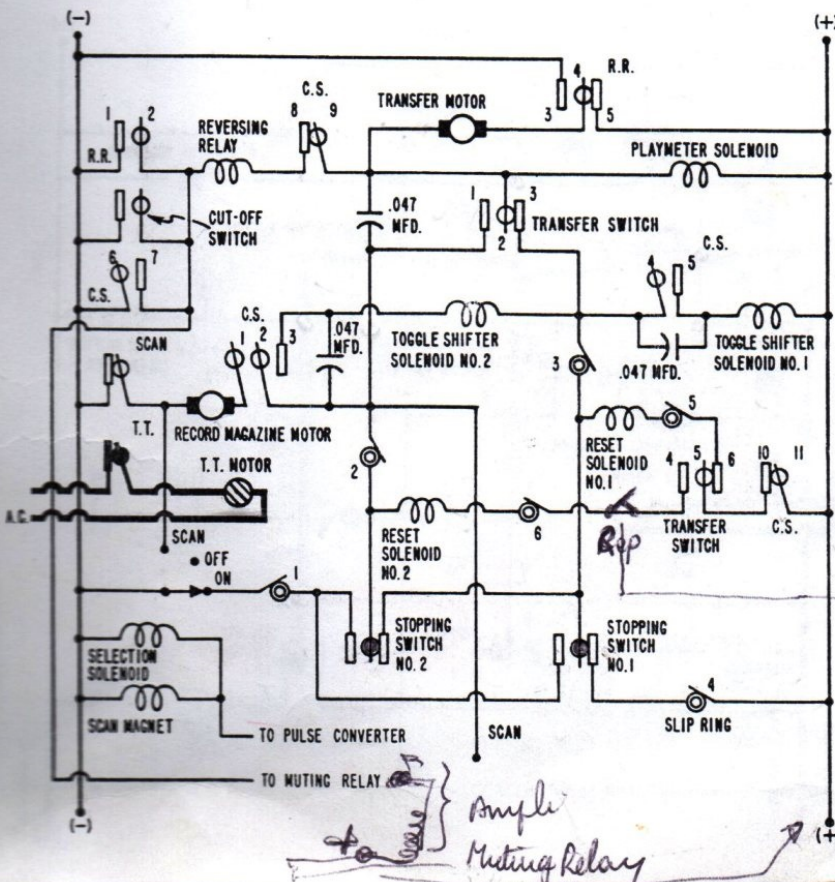 (-) (+)
4 R.R.
C.S. TRANSFER MOTOR
1 2 8 9 3 5
REVERSING RELAY
R.R. PLAYMETER SOLENOID
.047 MFD. 1 3 TRANSFER SWITCH
2
CUT-OFF SWITCH
C.S.
6 7 4 5
C.S.
SCAN C.S.
1 2 3 .047 MFD. TOGGLE SHIFTER SOLENOID NO.2 .047 MFD. TOGGLE SHIFTER SOLENOID NO.1
3
T.T. RECORD MAGAZINE MOTOR 5
RESET SOLENOID NO.1
T.T. MOTOR 2 4 5 6 10 11
A.C.
6 TRANSFER SWITCH C.S.
SCAN RESET SOLENOID NO.2 Rep
OFF
ON 1
STOPPING SWITCH NO.2 STOPPING SWITCH NO.1
SELECTION SOLENOID
4
SCAN MAGNET SLIP RING
TO PULSE CONVERTER SCAN
TO MUTING RELAY
Ampli
Muting Relay
(-) (+)